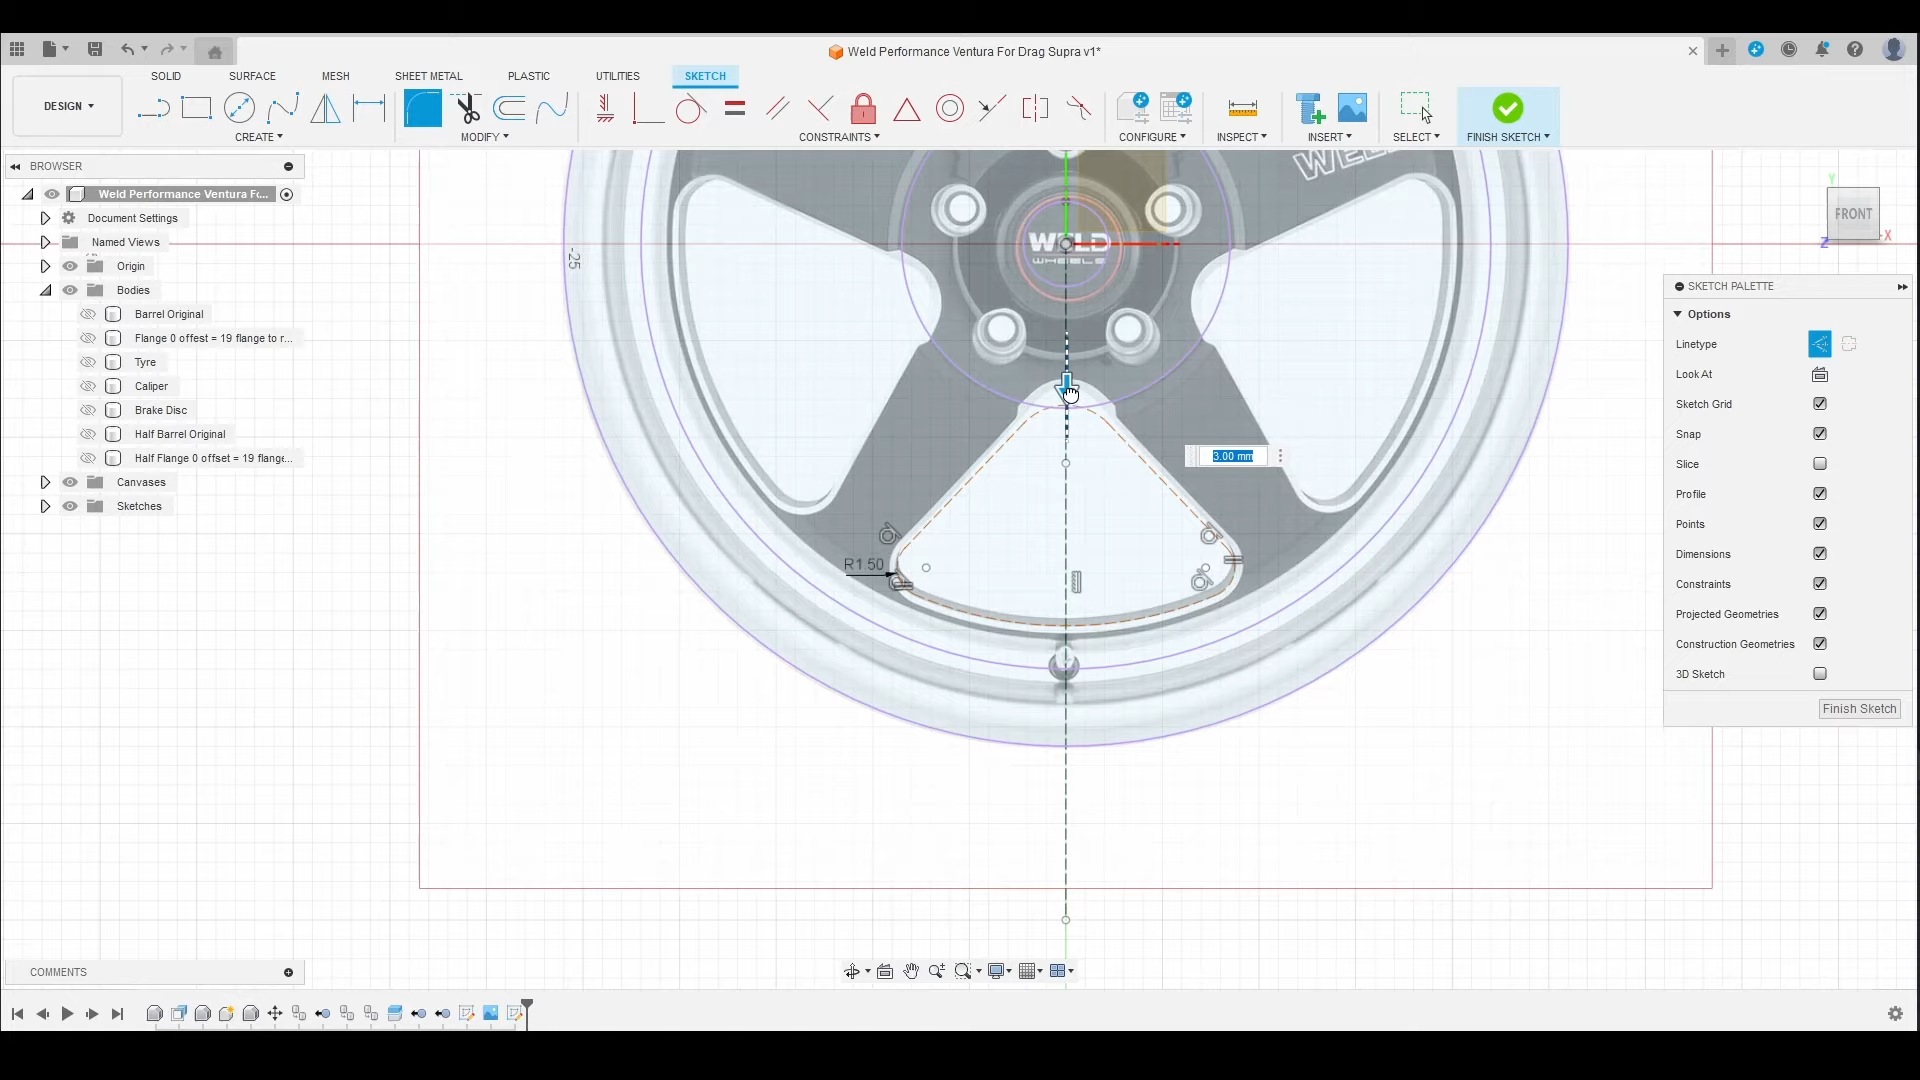 Weld Performance Ventura For Drag Supra v1*
SOLID SURFACE MESH SHEET METAL PLASTIC UTILITIES SKETCH
DESIGN
CREATE MODIFY CONSTRAINTS CONFIGURE INSPECT INSERT SELECT FINISH SKETCH
BROWSER
Weld Performance Ventura Fo...
Document Settings
Named Views
Origin
Bodies
Barrel Original
Flange 0 offest = 19 flange to r...
Tyre
Caliper
Brake Disc
Half Barrel Original
Half Flange 0 offset = 19 flange...
Canvases
Sketches
WEL
WELD
WHEELS
-25
3.00 mm
R1.50
Y
FRONT
Z
X
SKETCH PALETTE
Options
Linetype
Look At
Sketch Grid
Snap
Slice
Profile
Points
Dimensions
Constraints
Projected Geometries
Construction Geometries
3D Sketch
Finish Sketch
COMMENTS